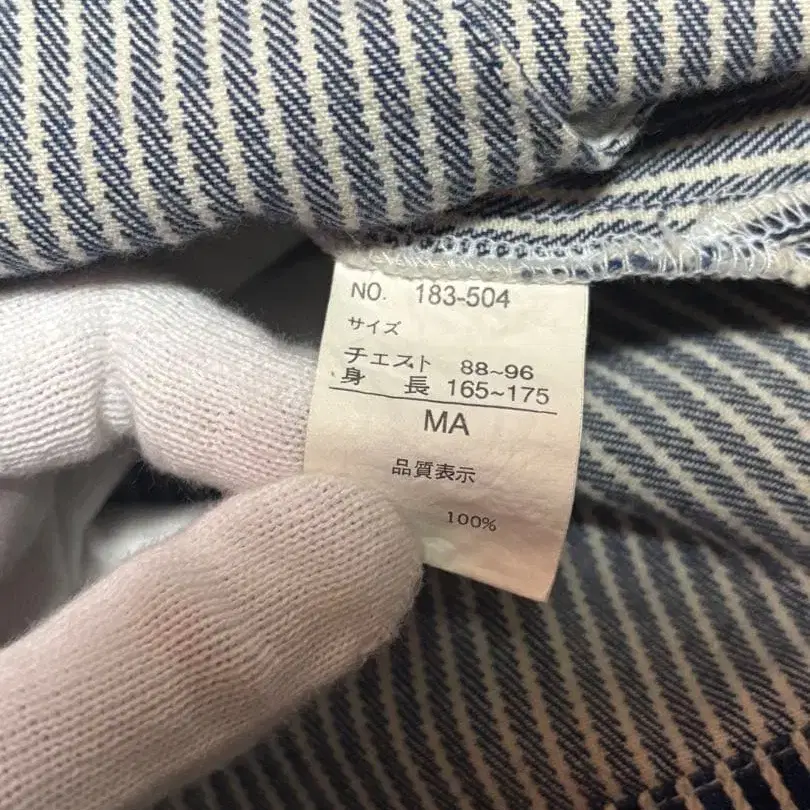 NO. 183-504
サイズ
チェスト 88~96
身 長 165~175
MA
品質表示
100%